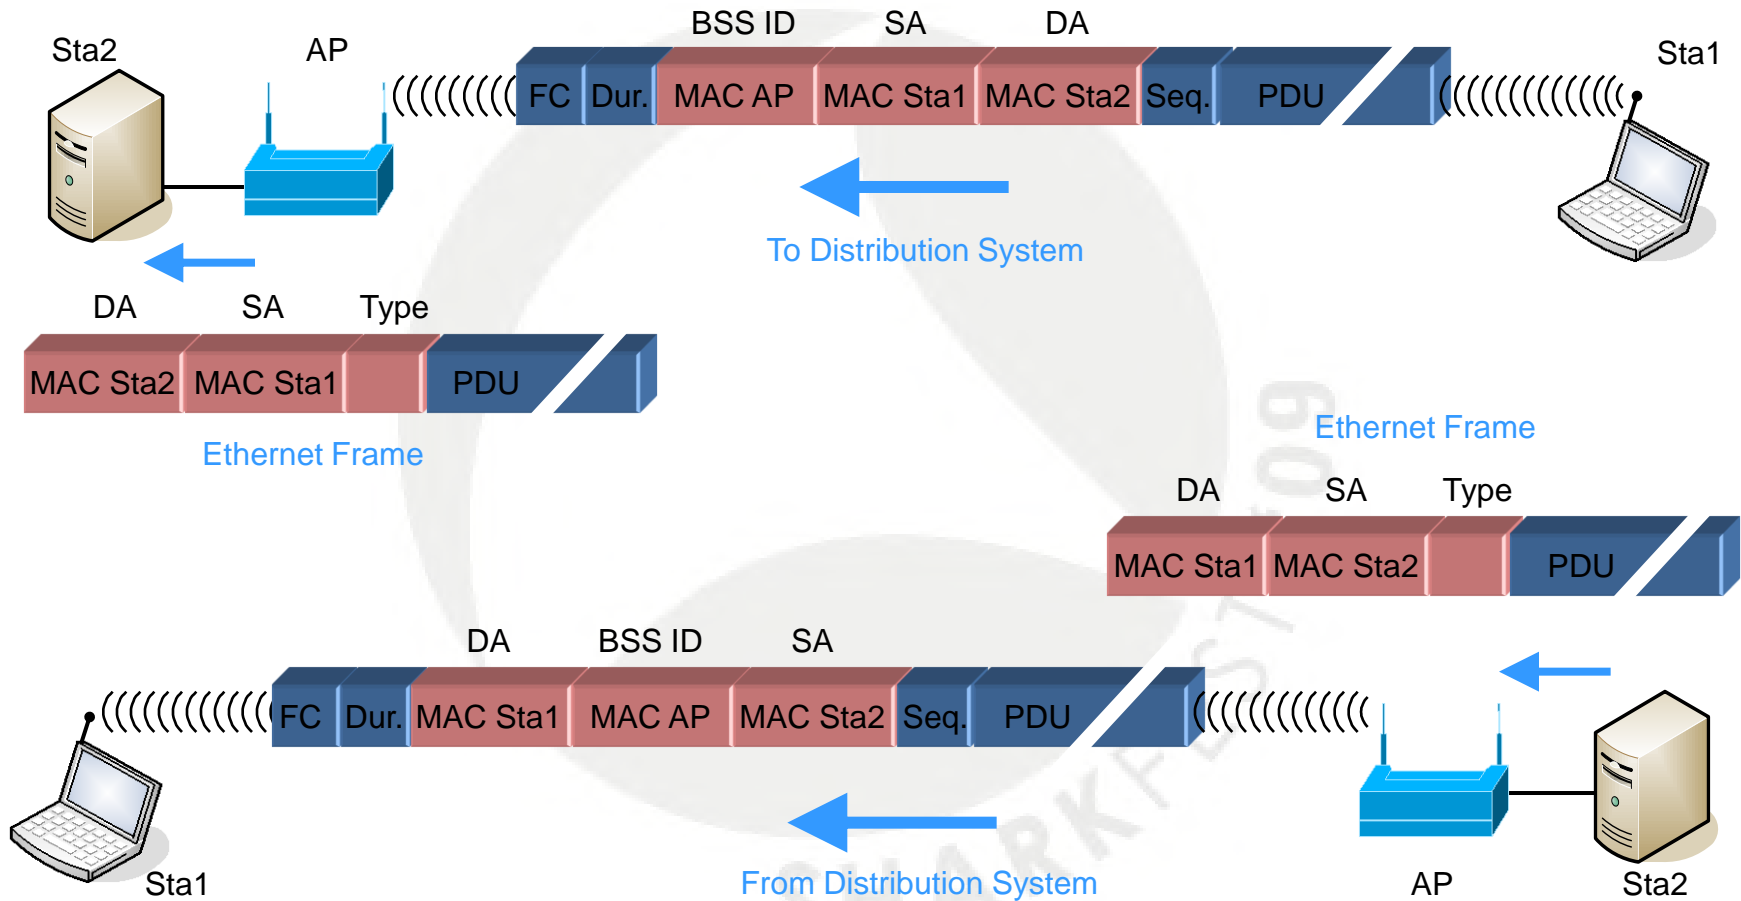 BSS ID SA DA
Sta2 AP Sta1
FC Dur. MAC AP MAC Sta1 MAC Sta2 Seq. PDU
To Distribution System
DA SA Type
MAC Sta2 MAC Sta1 PDU
Ethernet Frame
Ethernet Frame
DA SA Type
MAC Sta1 MAC Sta2 PDU
DA BSS ID SA
FC Dur. MAC Sta1 MAC AP MAC Sta2 Seq. PDU
From Distribution System
Sta1 AP Sta2
SHARKFEST '09